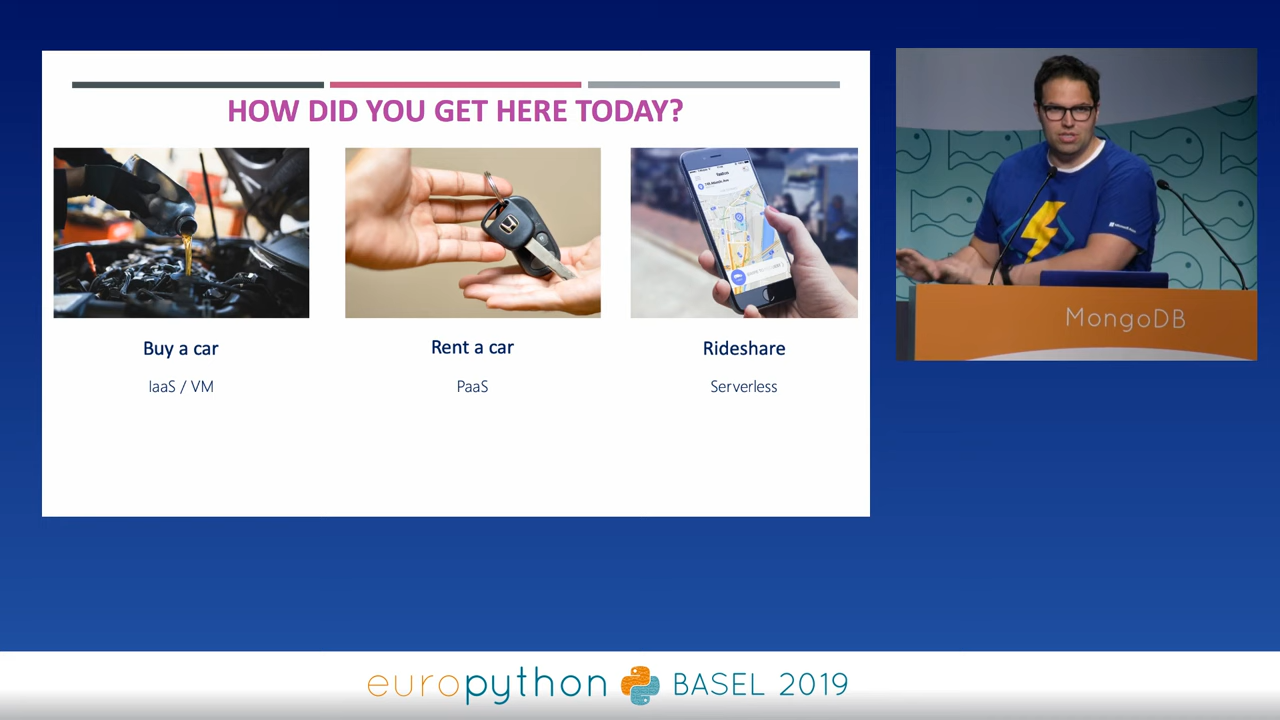 HOW DID YOU GET HERE TODAY?
Buy a car
Rent a car
Rideshare
IaaS / VM
PaaS
Serverless
MongoDB
europython BASEL 2019